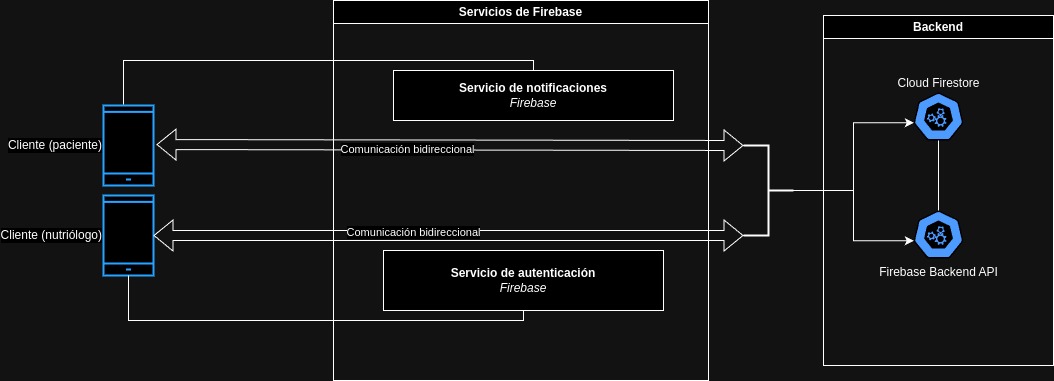 Servicios de Firebase
Backend
Servicio de notificaciones
Firebase
Cloud Firestore
Cliente (paciente)
Comunicación bidireccional
Cliente (nutriólogo)
Comunicación bidireccional
Servicio de autenticación
Firebase
Firebase Backend API